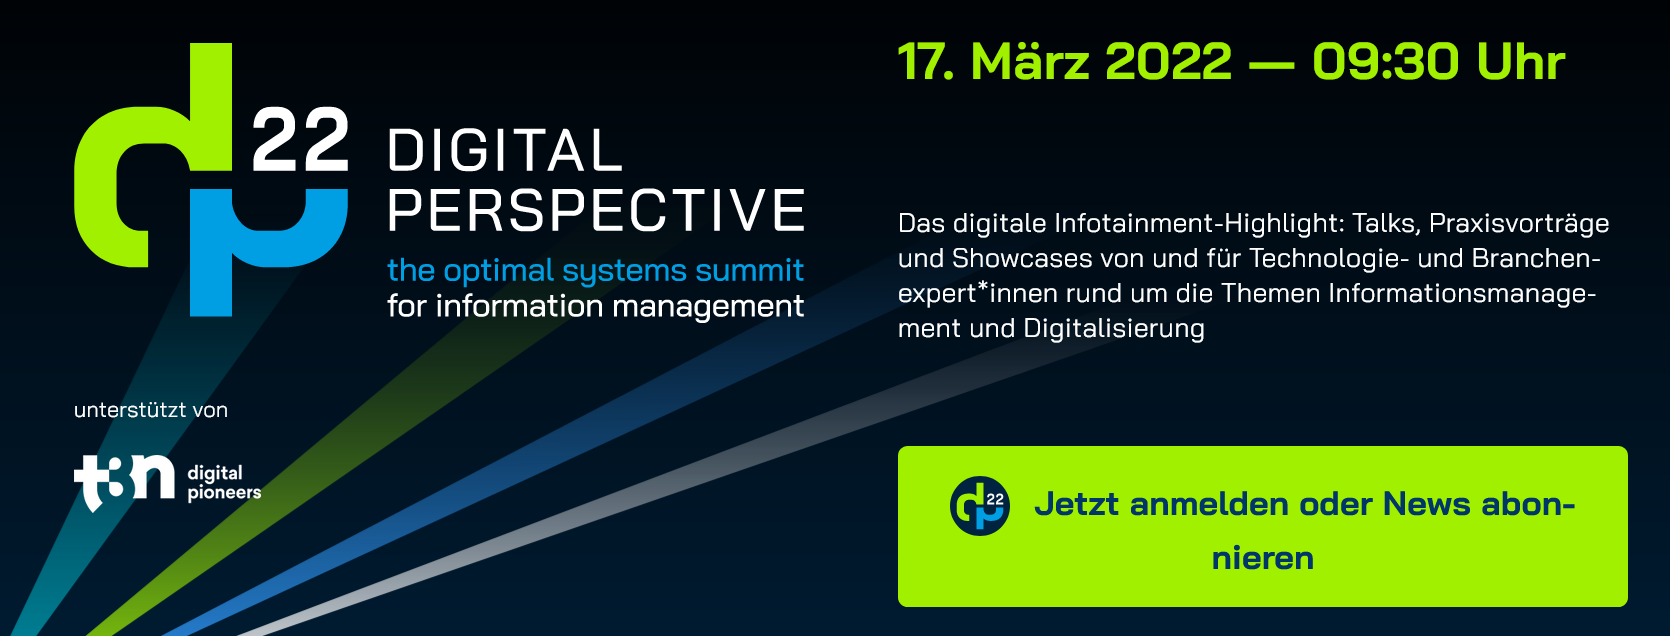 dp 22
DIGITAL
PERSPECTIVE
the optimal systems summit
for information management
unterstützt von
t3n digital
pioneers
17. März 2022 — 09:30 Uhr
Das digitale Infotainment-Highlight: Talks, Praxisvorträge
und Showcases von und für Technologie- und Branchen-
expert*innen rund um die Themen Informationsmanage-
ment und Digitalisierung
dp 22 Jetzt anmelden oder News abon-
nieren